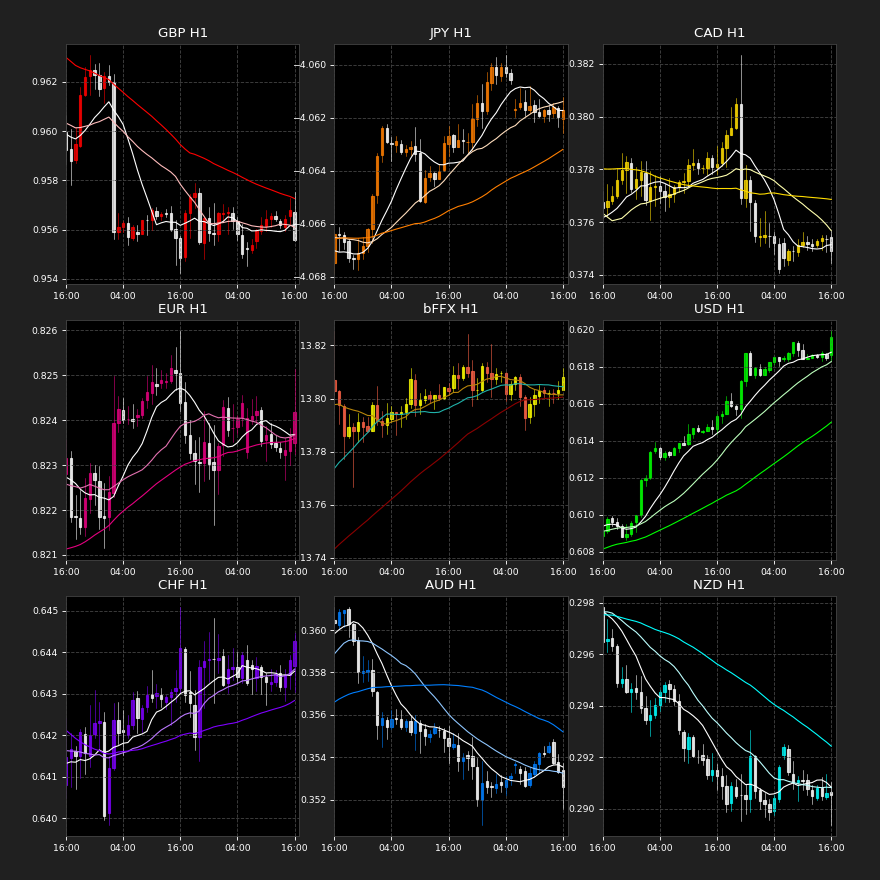 GBP H1
0.962
0.960
0.958
0.956
0.954
16:00 04:00 16:00 04:00 16:00
JPY H1
−4.060
−4.062
−4.064
−4.066
−4.068
16:00 04:00 16:00 04:00 16:00
CAD H1
0.382
0.380
0.378
0.376
0.374
16:00 04:00 16:00 04:00 16:00
EUR H1
0.826
0.825
0.824
0.823
0.822
0.821
16:00 04:00 16:00 04:00 16:00
bFFX H1
13.82
13.80
13.78
13.76
13.74
16:00 04:00 16:00 04:00 16:00
USD H1
0.620
0.618
0.616
0.614
0.612
0.610
0.608
16:00 04:00 16:00 04:00 16:00
CHF H1
0.645
0.644
0.643
0.642
0.641
0.640
16:00 04:00 16:00 04:00 16:00
AUD H1
0.360
0.358
0.356
0.354
0.352
16:00 04:00 16:00 04:00 16:00
NZD H1
0.298
0.296
0.294
0.292
0.290
16:00 04:00 16:00 04:00 16:00